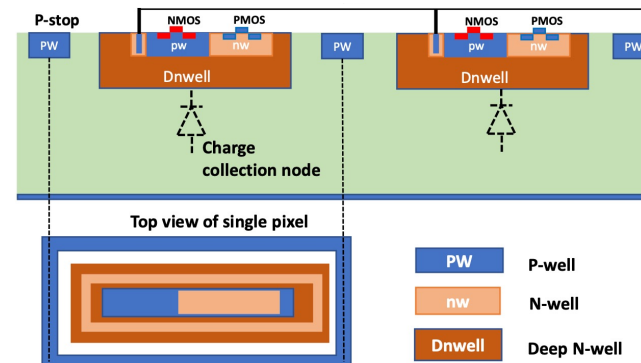 P-stop
NMOS
PMOS
NMOS
PMOS
PW
pw
nw
PW
pw
nw
PW
Dnwell
Dnwell
Charge
collection node
Top view of single pixel
PW
P-well
nw
N-well
Dnwell
Deep N-well